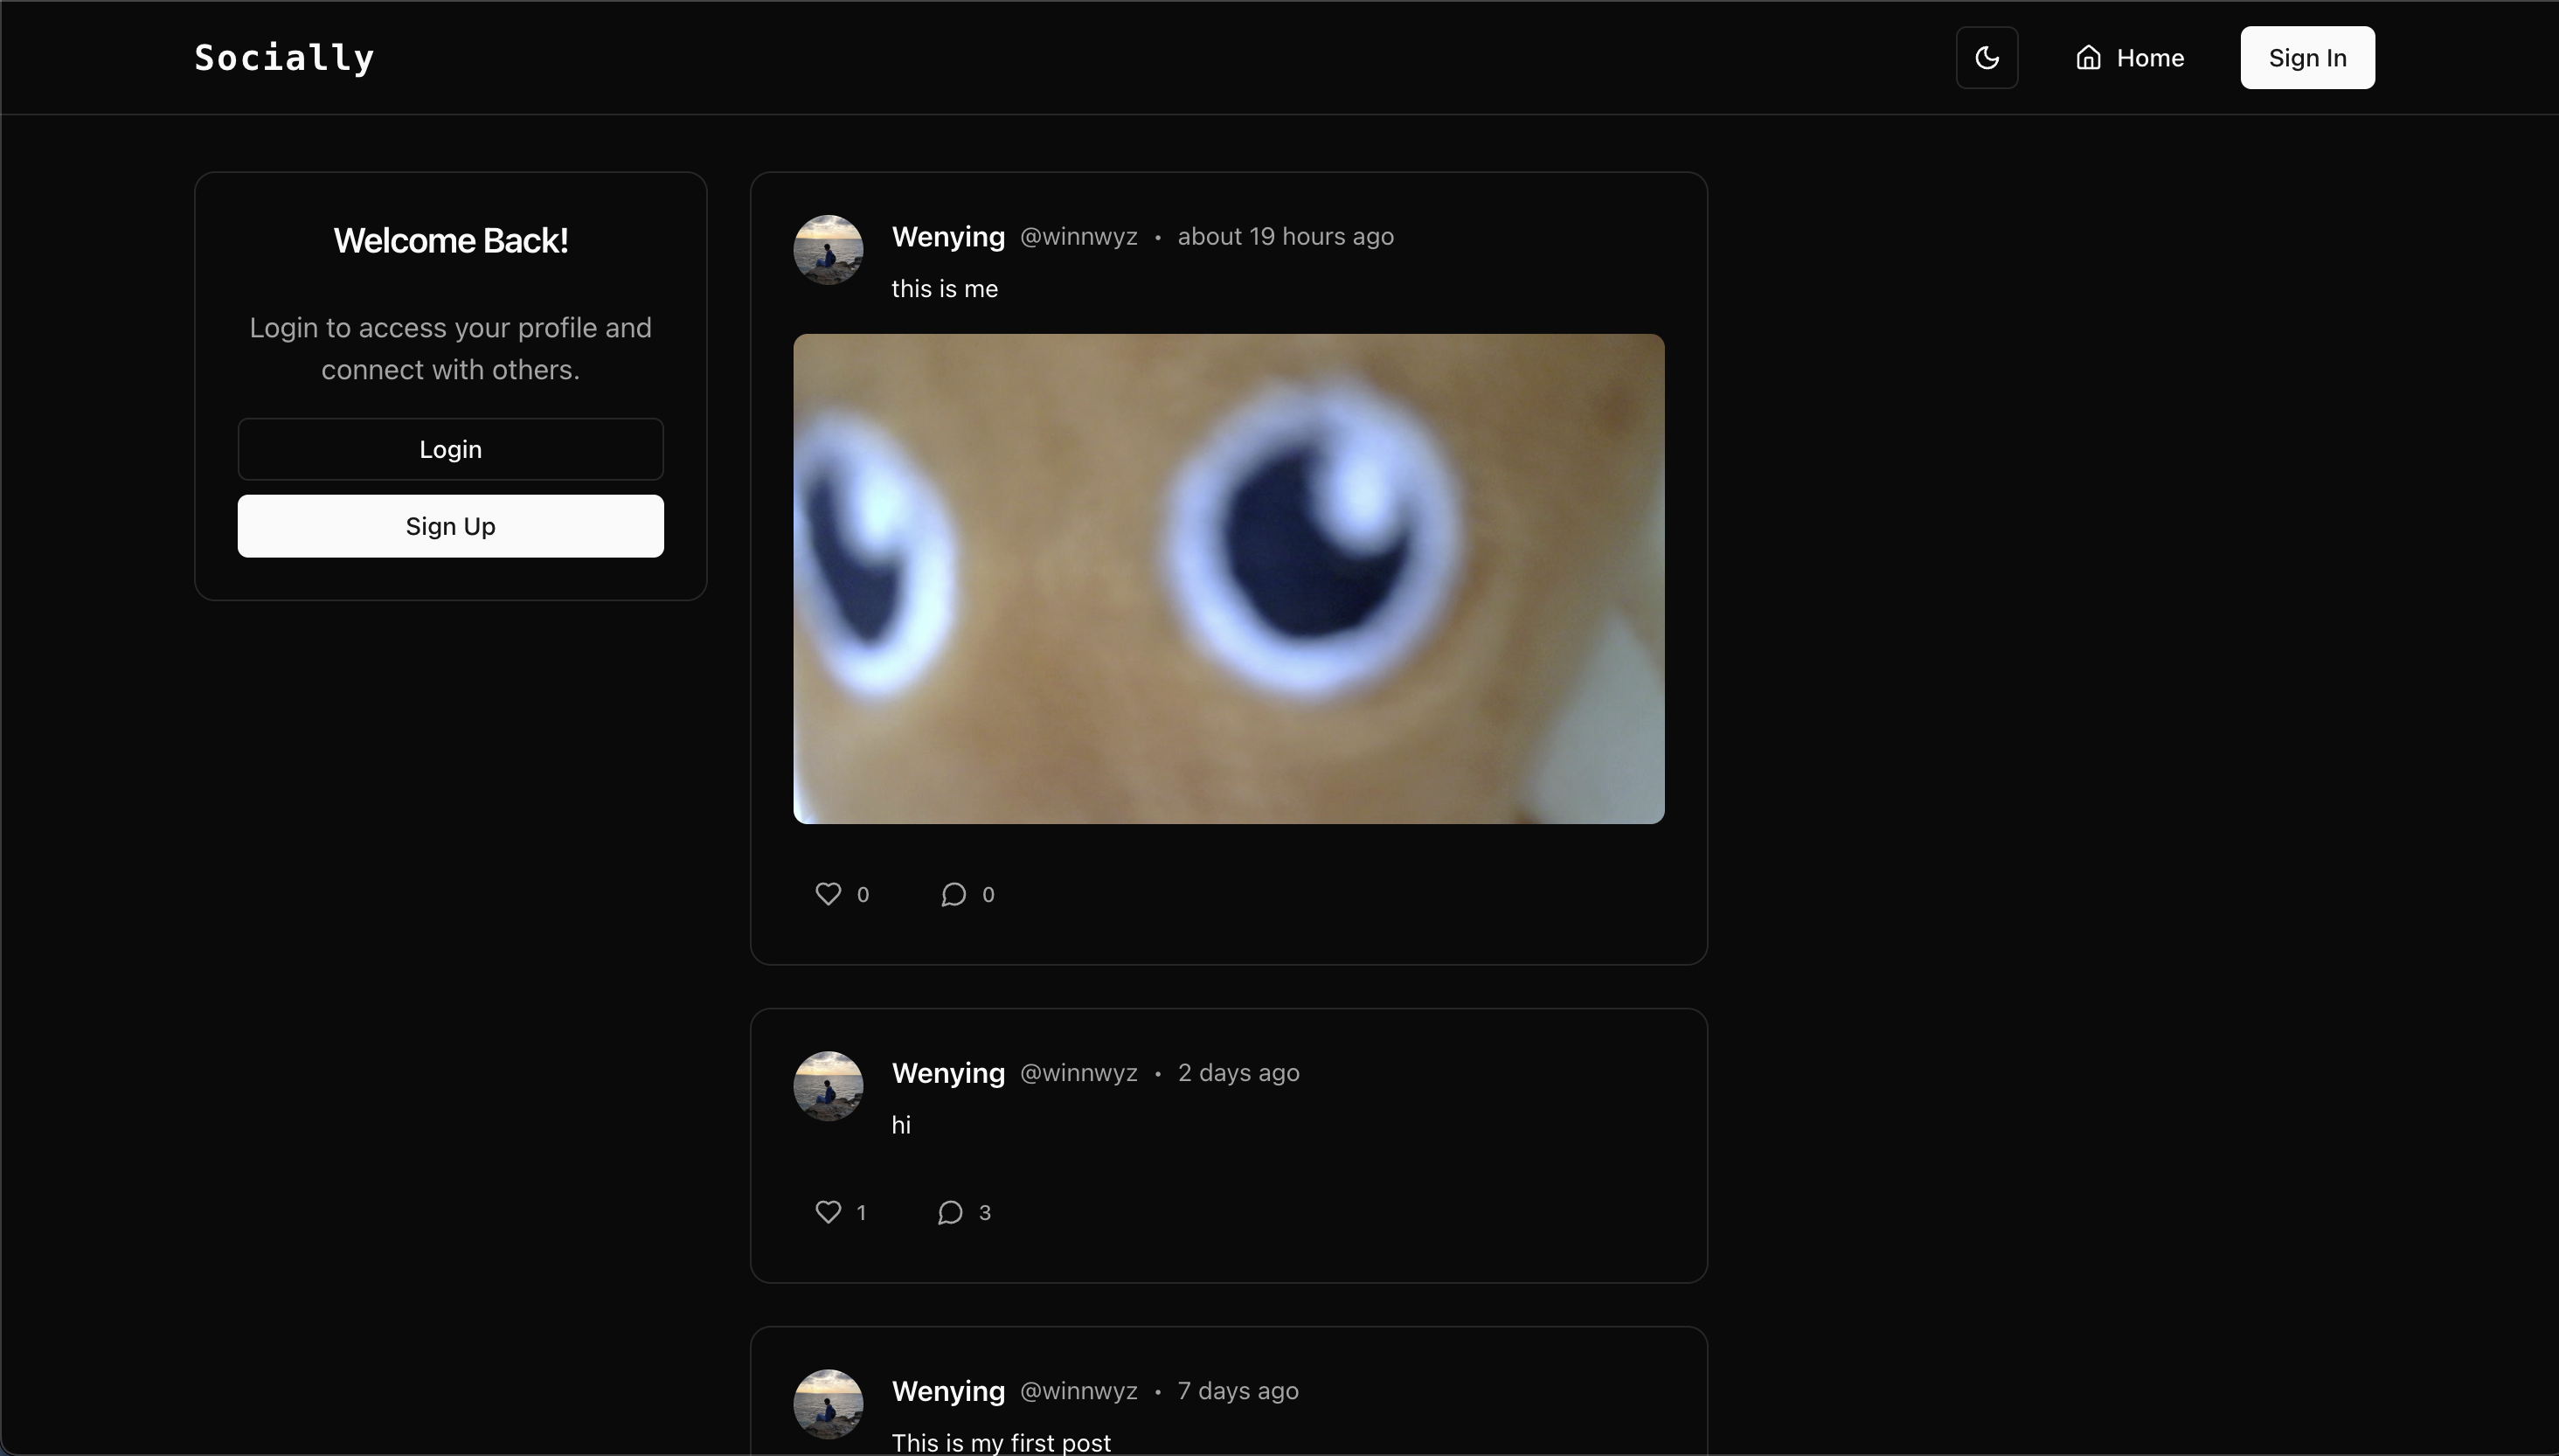 Socially
Home
Sign In
Welcome Back!
Login to access your profile and
connect with others.
Login
Sign Up
Wenying @winnwyz • about 19 hours ago
this is me
0 0
Wenying @winnwyz • 2 days ago
hi
1 3
Wenying @winnwyz • 7 days ago
This is my first post